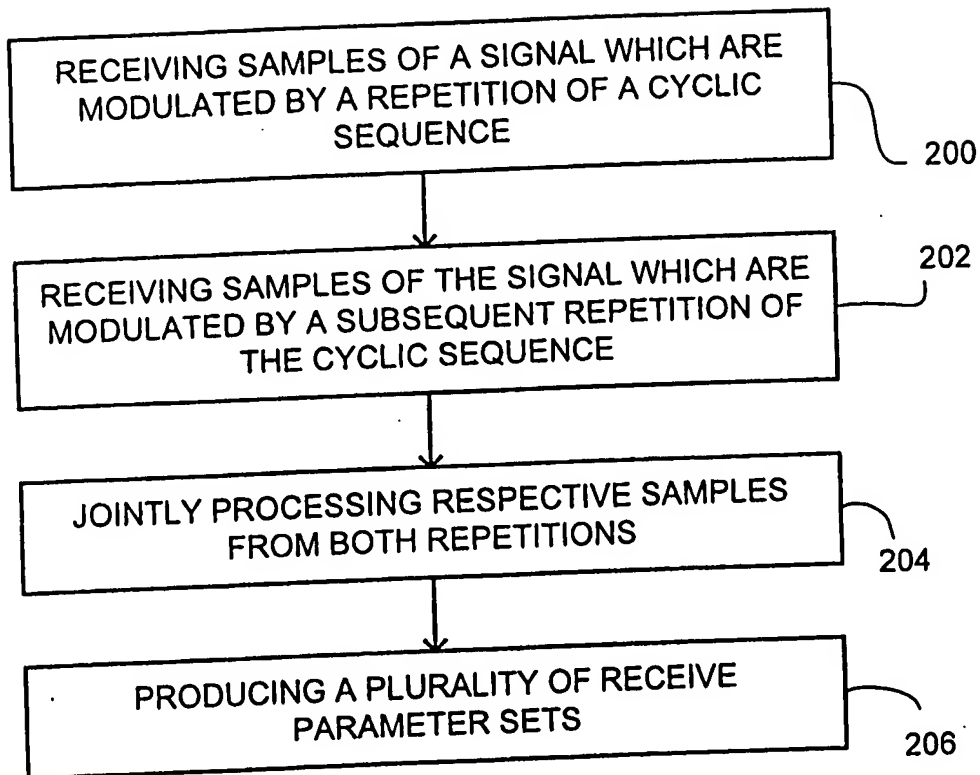 RECEIVING SAMPLES OF A SIGNAL WHICH ARE
MODULATED BY A REPETITION OF A CYCLIC
SEQUENCE
200
RECEIVING SAMPLES OF THE SIGNAL WHICH ARE
MODULATED BY A SUBSEQUENT REPETITION OF
THE CYCLIC SEQUENCE
202
JOINTLY PROCESSING RESPECTIVE SAMPLES
FROM BOTH REPETITIONS
204
PRODUCING A PLURALITY OF RECEIVE
PARAMETER SETS
206